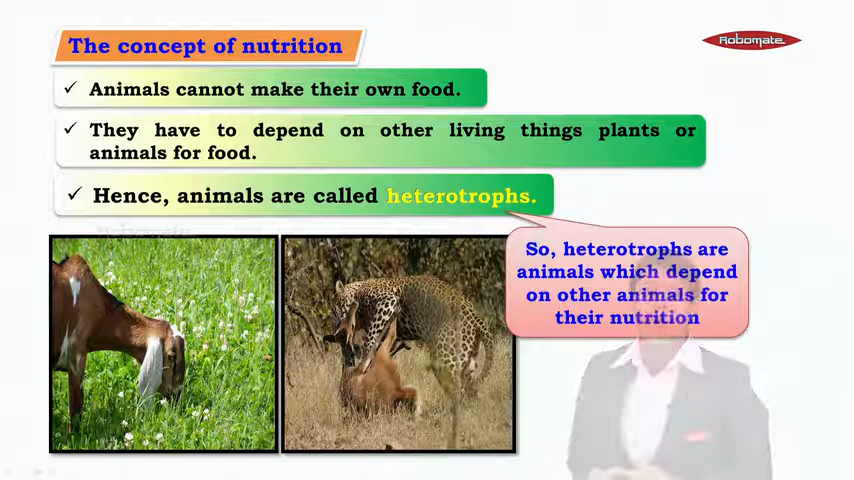 The concept of nutrition
Robomate
✓ Animals cannot make their own food.
✓ They have to depend on other living things plants or
animals for food.
✓ Hence, animals are called heterotrophs.
Robomate
So, heterotrophs are
animals which depend
on other animals for
their nutrition